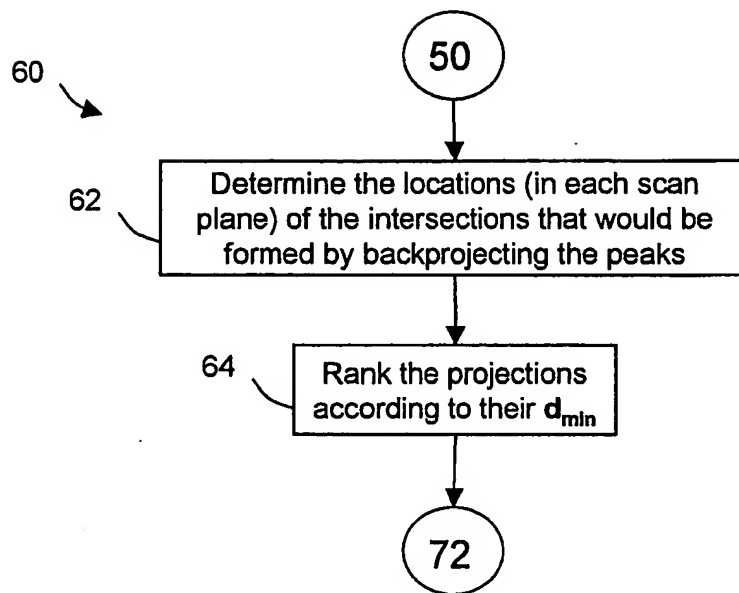 50
60
62
Determine the locations (in each scan
plane) of the intersections that would be
formed by backprojecting the peaks
64
Rank the projections
according to their dmin
72